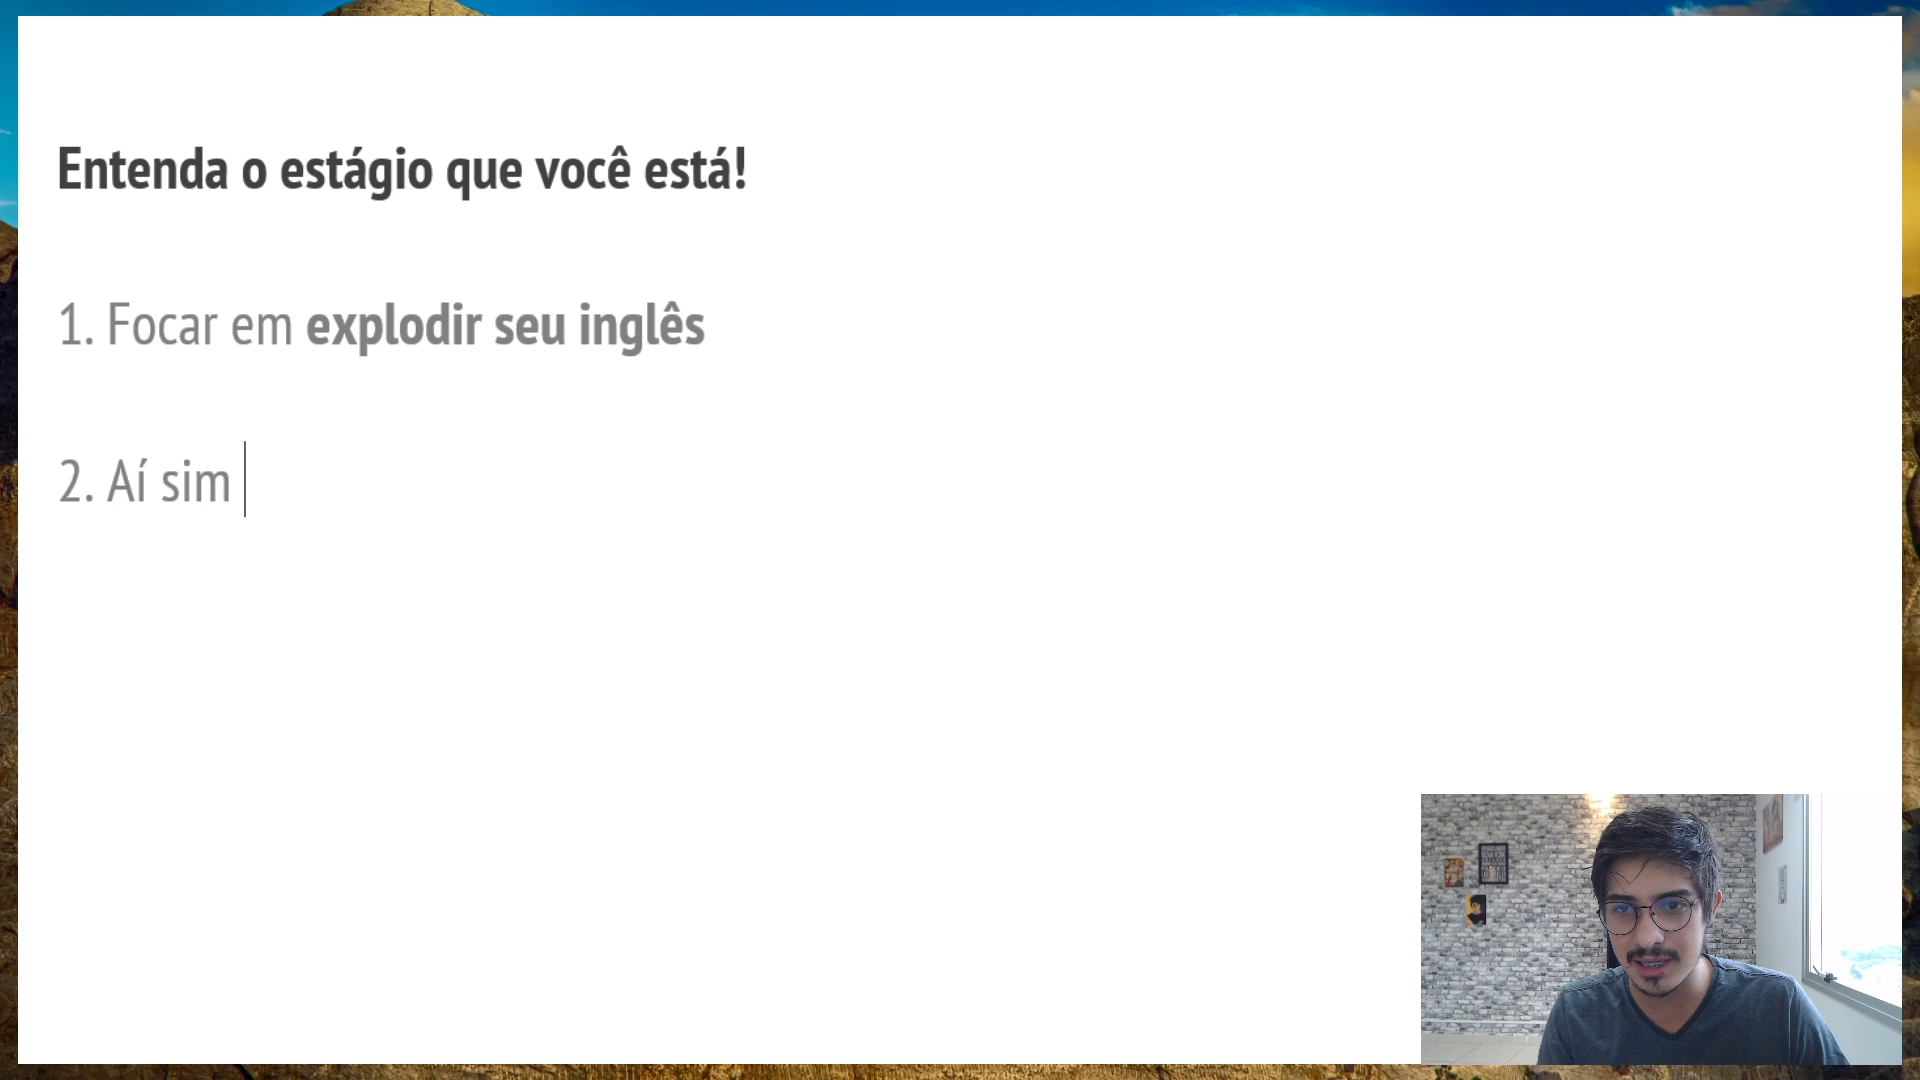 Entenda o estágio que você está!
1. Focar em explodir seu inglês
2. Aí sim